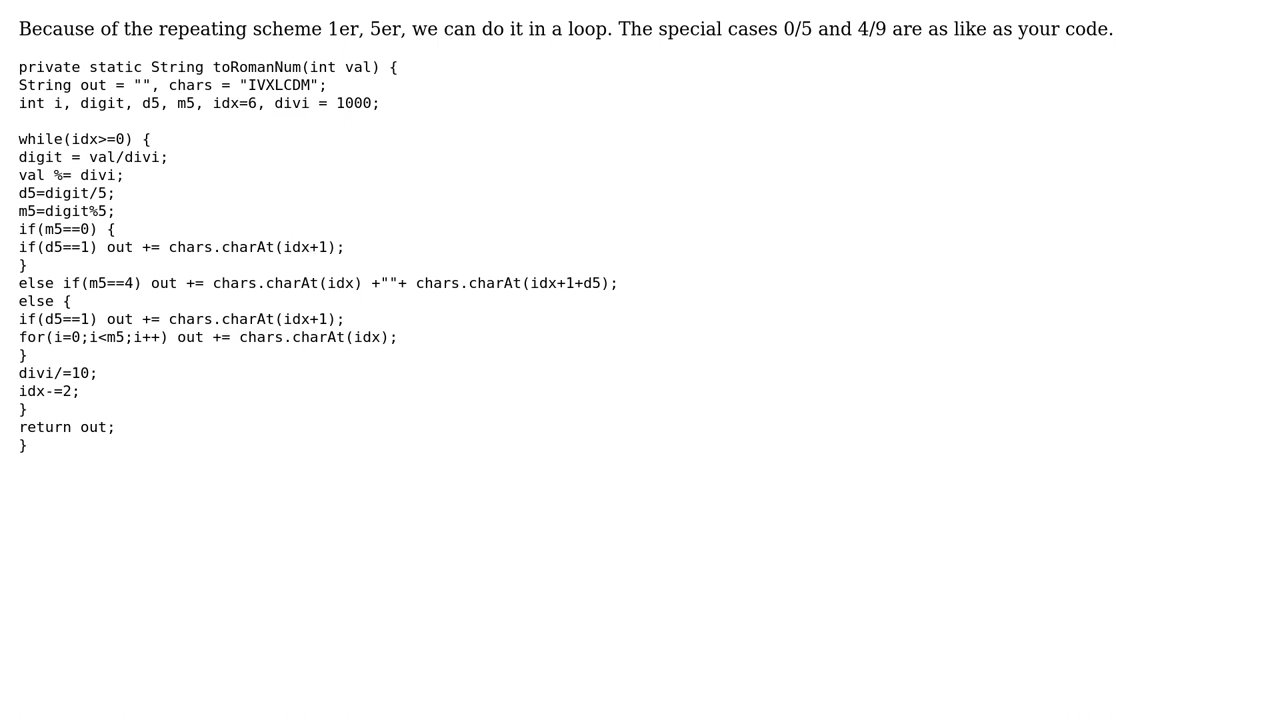 Because of the repeating scheme 1er, 5er, we can do it in a loop. The special cases 0/5 and 4/9 are as like as your code.
private static String toRomanNum(int val) {
String out = "", chars = "IVXLCDM";
int i, digit, d5, m5, idx=6, divi = 1000;
while(idx>=0) {
digit = val/divi;
val %= divi;
d5=digit/5;
m5=digit%5;
if(m5==0) {
if(d5==1) out += chars.charAt(idx+1);
}
else if(m5==4) out += chars.charAt(idx) +""+ chars.charAt(idx+1+d5);
else {
if(d5==1) out += chars.charAt(idx+1);
for(i=0;i<m5;i++) out += chars.charAt(idx);
}
divi/=10;
idx-=2;
}
return out;
}